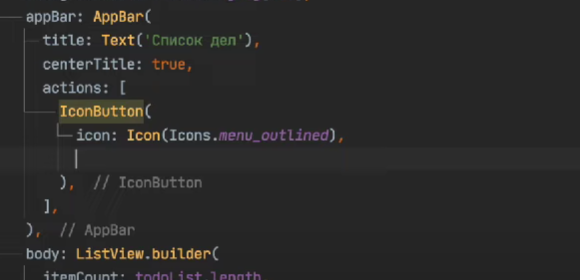 appBar: AppBar(
title: Text('Список дел'),
centerTitle: true,
actions: [
IconButton(
icon: Icon(Icons.menu_outlined),
), // IconButton
],
), // AppBar
body: ListView.builder(
itemCount: todoList.length,